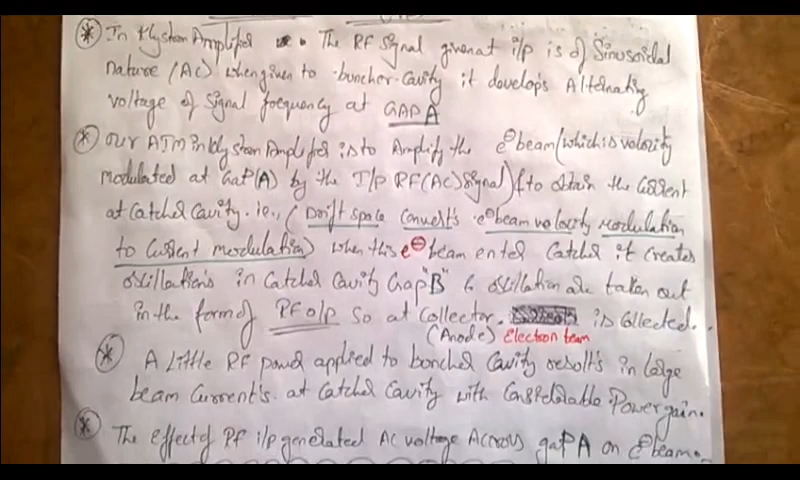 * In klystron Amplifier The RF signal given at i/p is of Sinusoidal
Nature (AC) when given to buncher cavity it develop's Alternating
voltage of signal frequency at GAP A
* Our AIM in klystron Amplifier is to Amplify the e⊖ beam (which is velocity
Modulated at Gap (A) by the I/p RF (AC) signal) & to obtain the current
at catcher cavity. i.e., (Drift space convert's e⊖ beam velocity modulation
to current modulation) when this e⊖ beam enter catcher it creates
oscillation's in catcher cavity Gap "B" & oscillation are taken out
in the form of RF o/p so at collector. is collected.
(Anode) Electron beam
* A little RF power applied to buncher cavity result's in large
beam current's at catcher cavity with considerable power gain.
* The effect of RF i/p generated AC voltage Across gap A on e⊖ beam.